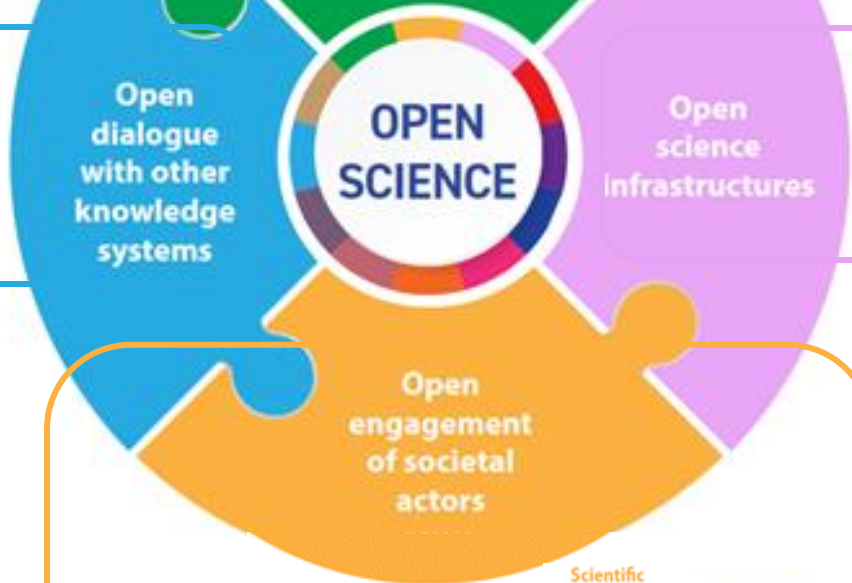 Open
dialogue
with other
knowledge
systems
OPEN
SCIENCE
Open
science
infrastructures
Open
engagement
of societal
actors
Scientific